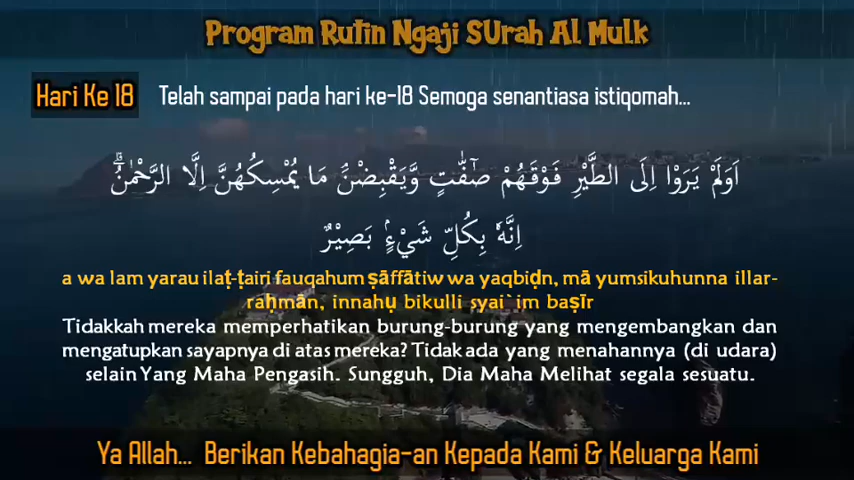 Program Rutin Ngaji SUrah Al Mulk
Hari Ke 18
Telah sampai pada hari ke-18 Semoga senantiasa istiqomah...
اَوَلَمْ يَرَوْا اِلَى الطَّيْرِ فَوْقَهُمْ صٰۤفّٰتٍ وَّيَقْبِضْنَۘ مَا يُمْسِكُهُنَّ اِلَّا الرَّحْمٰنُۗ
اِنَّهٗ بِكُلِّ شَيْءٍۢ بَصِيْرٌ
a wa lam yarau ilaṭ-ṭairi fauqahum ṣāffātiw wa yaqbiḍn, mā yumsikuhunna illar-
raḥmān, innahụ bikulli syai`im baṣīr
Tidakkah mereka memperhatikan burung-burung yang mengembangkan dan
mengatupkan sayapnya di atas mereka? Tidak ada yang menahannya (di udara)
selain Yang Maha Pengasih. Sungguh, Dia Maha Melihat segala sesuatu.
Ya Allah... Berikan Kebahagia-an Kepada Kami & Keluarga Kami